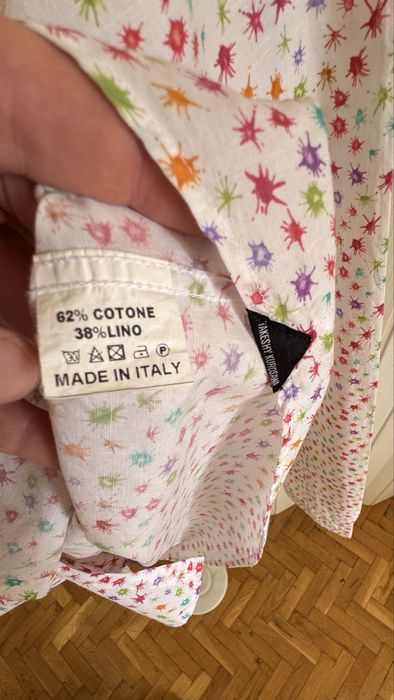 62% COTONE
38%LINO
P
MADE IN ITALY
TAKESHY KUROSAWA